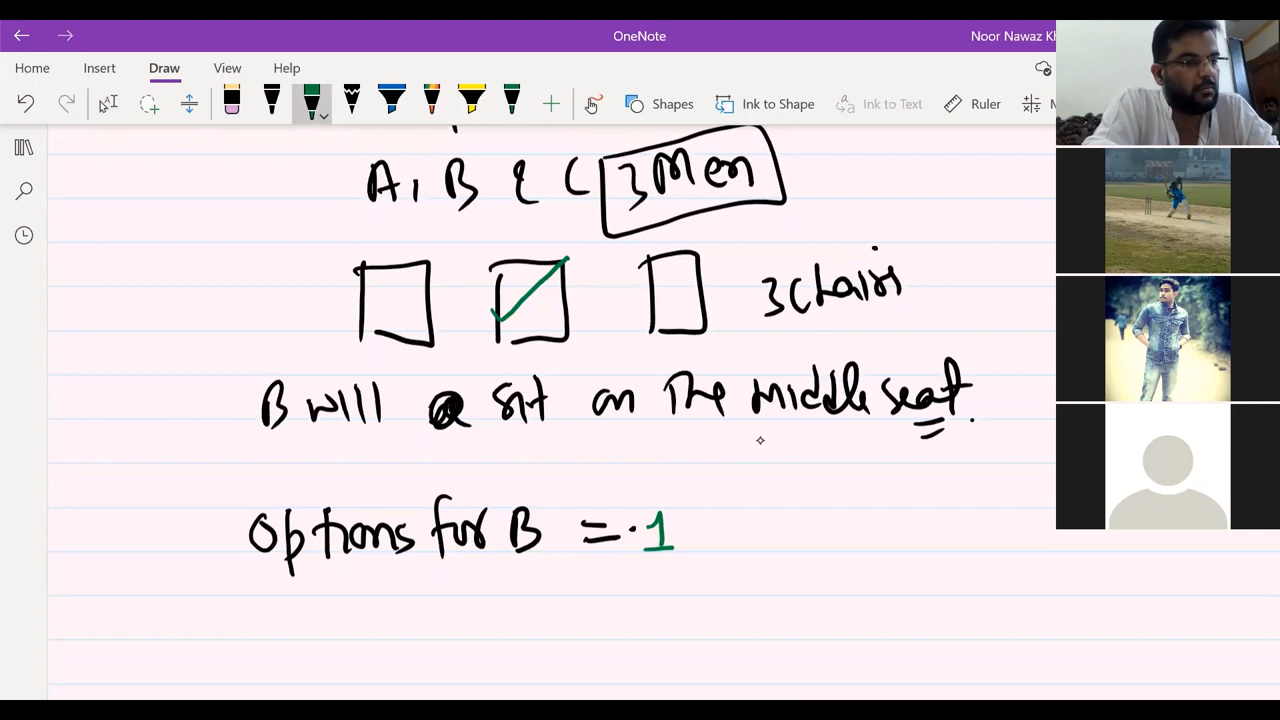 OneNote
Noor Nawaz Kh
Home Insert Draw View Help
Shapes Ink to Shape Ink to Text Ruler M
A, B & C 3 Men
3 Chairs
B will sit on The middle seat.
Options for B = 1